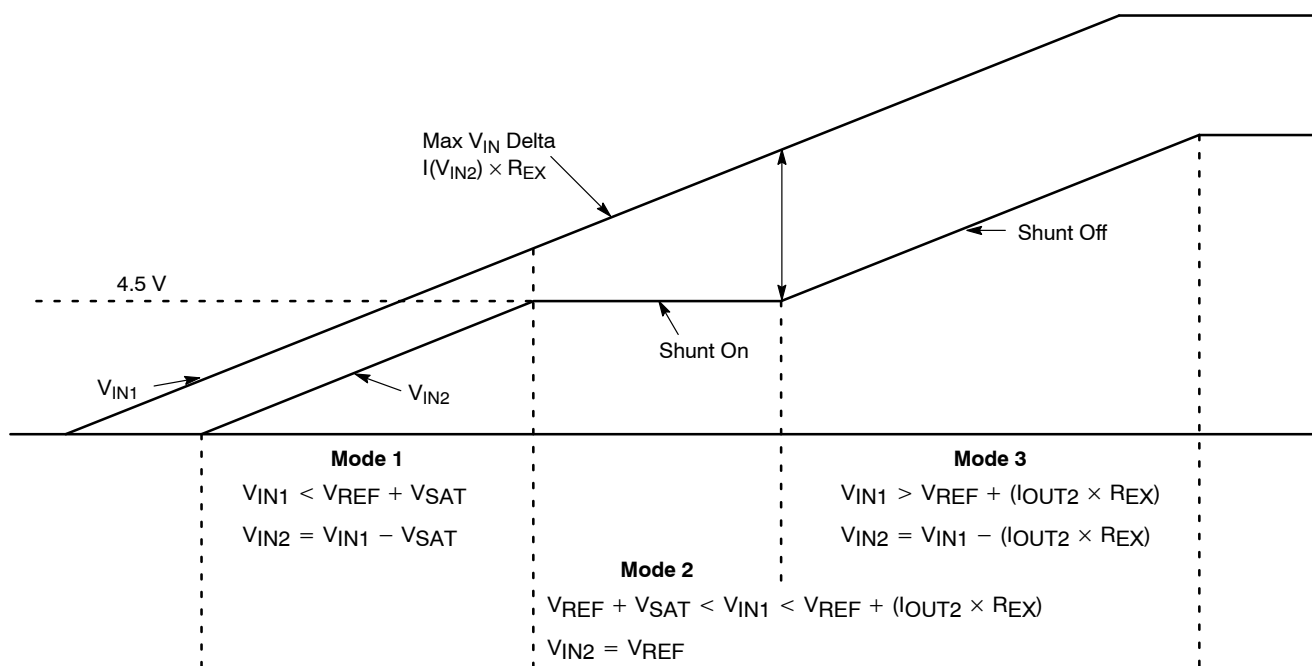 Max V_IN Delta
I(V_IN2) × R_EX
Shunt Off
4.5 V
Shunt On
V_IN1
V_IN2
Mode 1
V_IN1 < V_REF + V_SAT
V_IN2 = V_IN1 − V_SAT
Mode 3
V_IN1 > V_REF + (I_OUT2 × R_EX)
V_IN2 = V_IN1 − (I_OUT2 × R_EX)
Mode 2
V_REF + V_SAT < V_IN1 < V_REF + (I_OUT2 × R_EX)
V_IN2 = V_REF